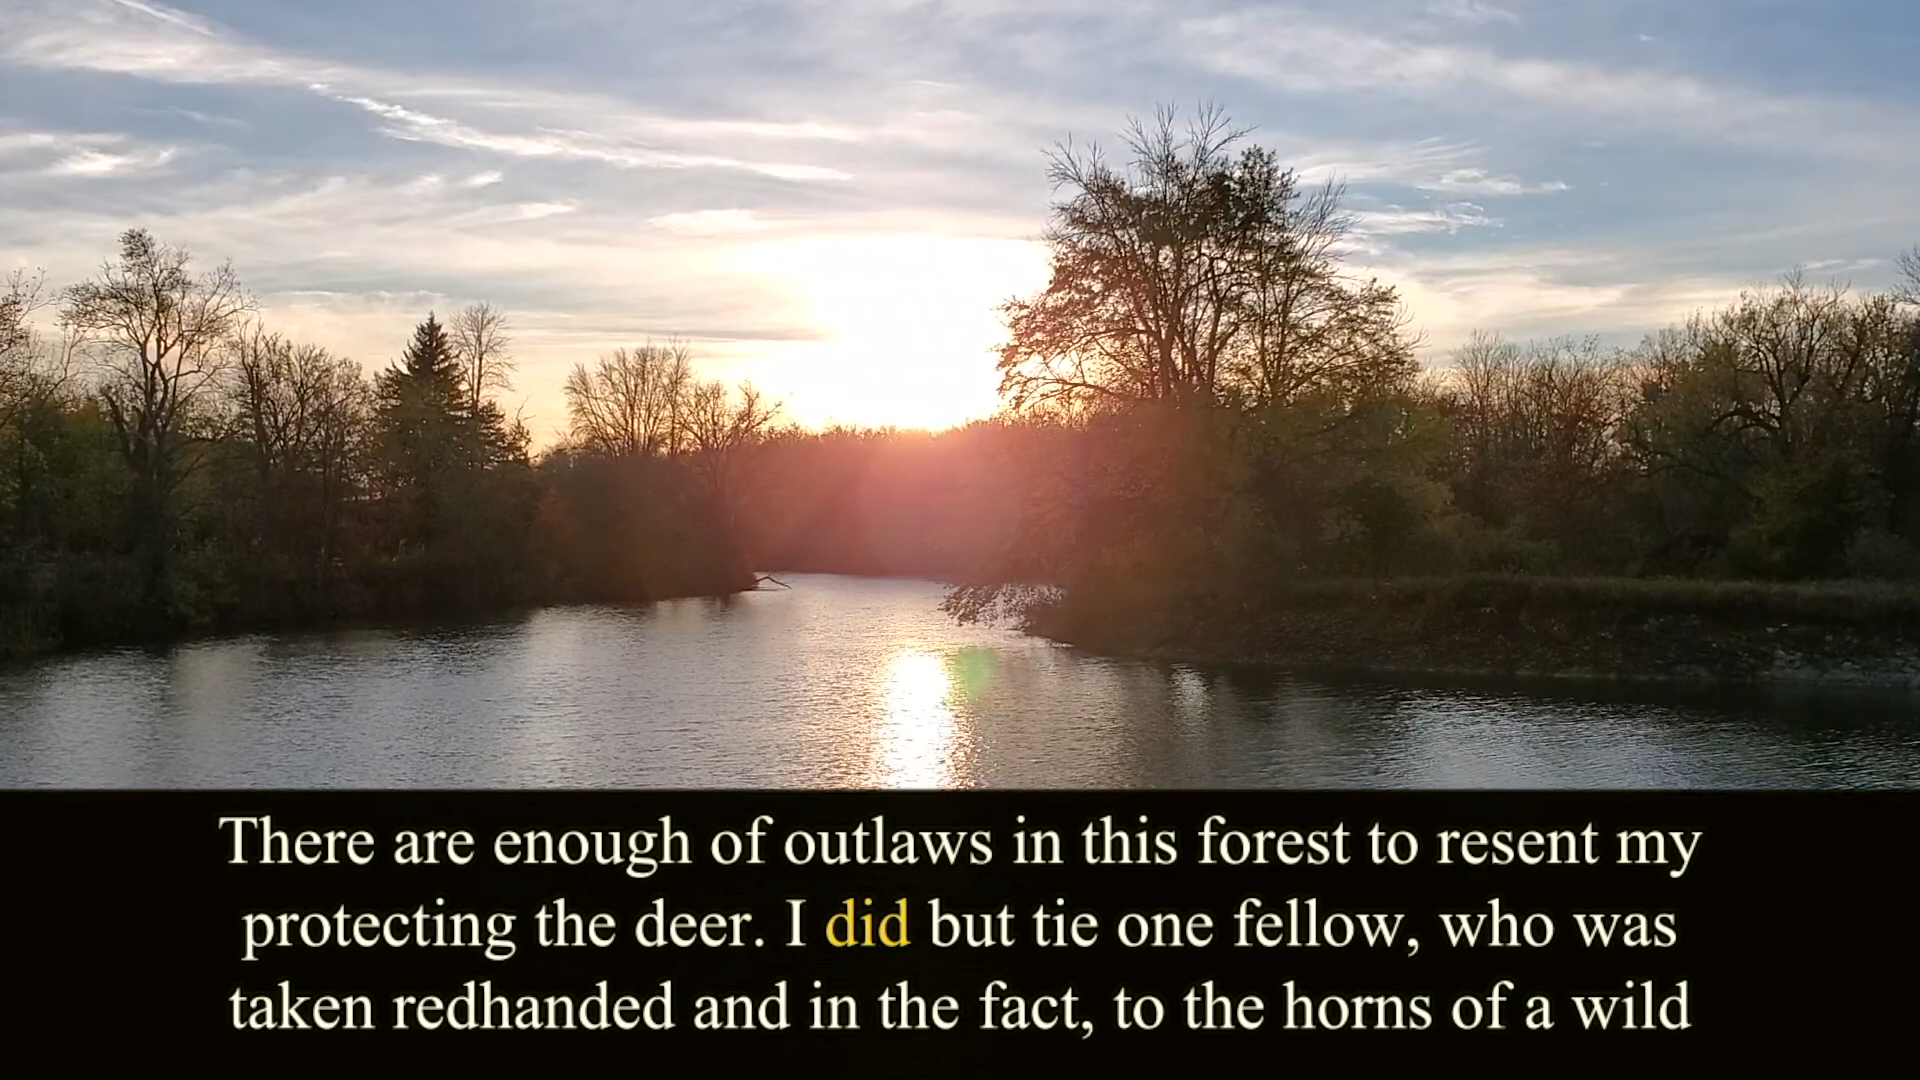 There are enough of outlaws in this forest to resent my
protecting the deer. I did but tie one fellow, who was
taken redhanded and in the fact, to the horns of a wild